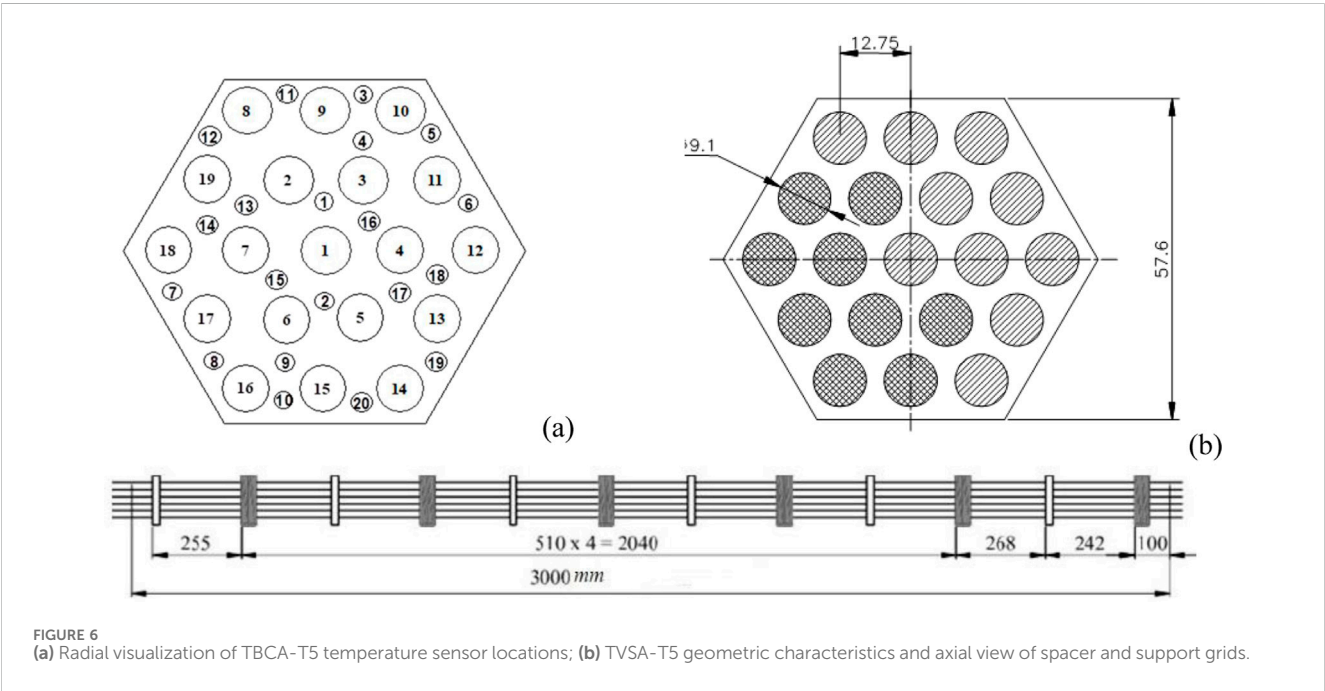 8 11 9 3 10
12 4 5
19 2 3 11
13 1 6
14 16
18 7 1 4 12
15 18
7 2 17
17 6 5 13
8 9 19
16 10 15 20 14
(a)
12.75
9.1
57.6
(b)
255 510 x 4 = 2040 268 242 100
3000 mm
FIGURE 6
(a) Radial visualization of TBCA-T5 temperature sensor locations; (b) TVSA-T5 geometric characteristics and axial view of spacer and support grids.